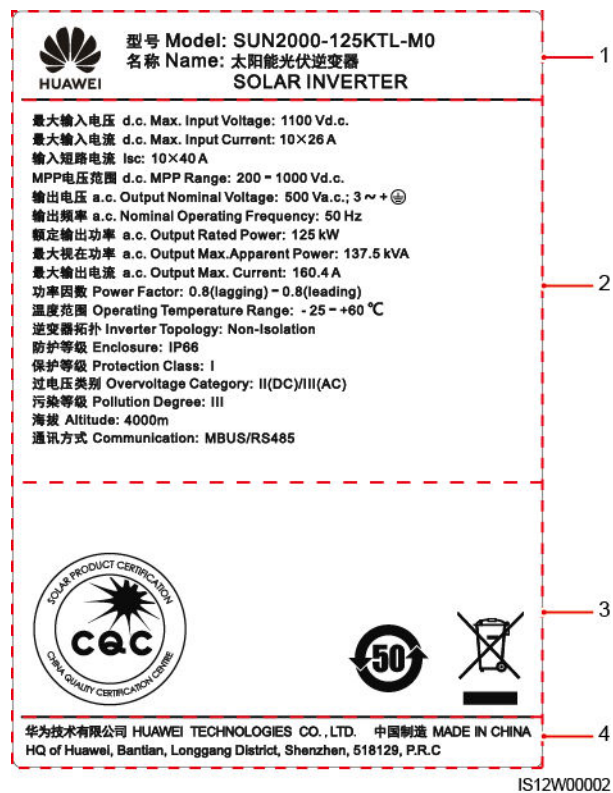 HUAWEI
型号 Model: SUN2000-125KTL-M0
名称 Name: 太阳能光伏逆变器
SOLAR INVERTER
1
最大输入电压 d.c. Max. Input Voltage: 1100 Vd.c.
最大输入电流 d.c. Max. Input Current: 10×26 A
输入短路电流 Isc: 10×40 A
MPP电压范围 d.c. MPP Range: 200 - 1000 Vd.c.
输出电压 a.c. Output Nominal Voltage: 500 Va.c.; 3 ~ +
输出频率 a.c. Nominal Operating Frequency: 50 Hz
额定输出功率 a.c. Output Rated Power: 125 kW
最大视在功率 a.c. Output Max.Apparent Power: 137.5 kVA
最大输出电流 a.c. Output Max. Current: 160.4 A
功率因数 Power Factor: 0.8(lagging) - 0.8(leading)
温度范围 Operating Temperature Range: - 25 ~ +60 ℃
逆变器拓扑 Inverter Topology: Non-Isolation
防护等级 Enclosure: IP66
保护等级 Protection Class: I
过电压类别 Overvoltage Category: II(DC)/III(AC)
污染等级 Pollution Degree: III
海拔 Altitude: 4000m
通讯方式 Communication: MBUS/RS485
2
SOLAR PRODUCT CERTIFICATION
CQC
CHINA QUALITY CERTIFICATION CENTRE
50
3
华为技术有限公司 HUAWEI TECHNOLOGIES CO., LTD. 中国制造 MADE IN CHINA
HQ of Huawei, Bantian, Longgang District, Shenzhen, 518129, P.R.C
4
IS12W00002